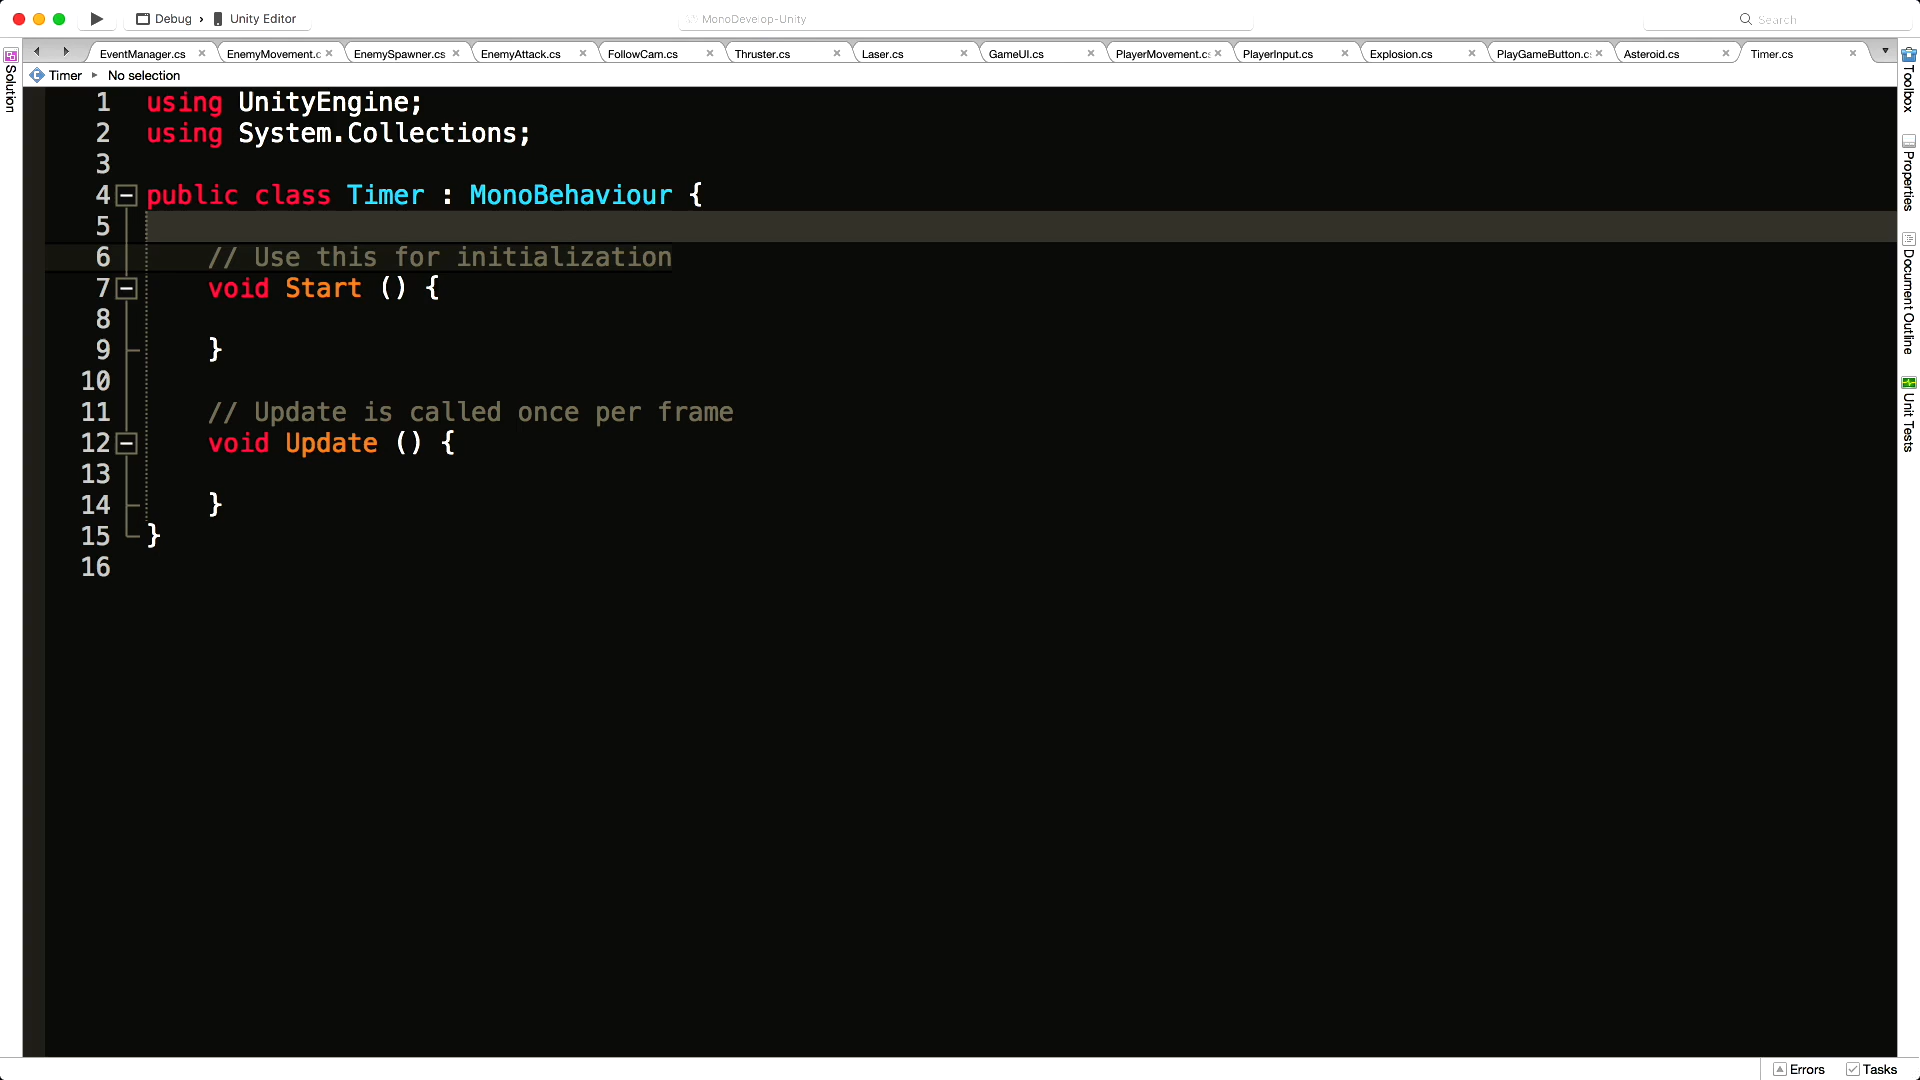 Debug › Unity Editor
MonoDevelop-Unity
Search
EventManager.cs EnemyMovement.c EnemySpawner.cs EnemyAttack.cs FollowCam.cs Thruster.cs Laser.cs GameUI.cs PlayerMovement.cs PlayerInput.cs Explosion.cs PlayGameButton.cs Asteroid.cs Timer.cs
Timer ▸ No selection
Solution
1 using UnityEngine;
2 using System.Collections;
3
4 public class Timer : MonoBehaviour {
5
6 // Use this for initialization
7 void Start () {
8
9 }
10
11 // Update is called once per frame
12 void Update () {
13
14 }
15 }
16
Toolbox
Properties
Document Outline
Unit Tests
Errors Tasks